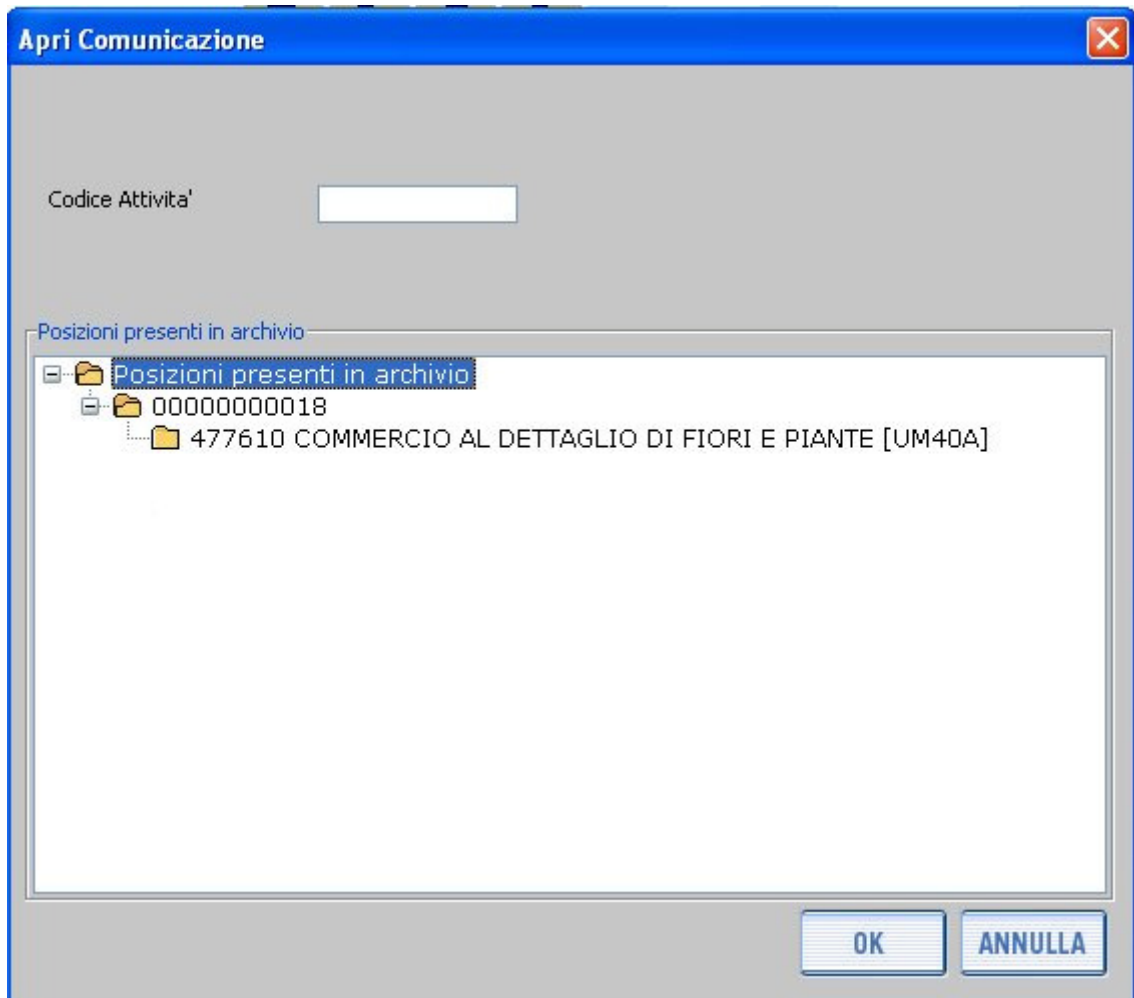 Apri Comunicazione
Codice Attivita'
Posizioni presenti in archivio
Posizioni presenti in archivio
00000000018
477610 COMMERCIO AL DETTAGLIO DI FIORI E PIANTE [UM40A]
OK
ANNULLA